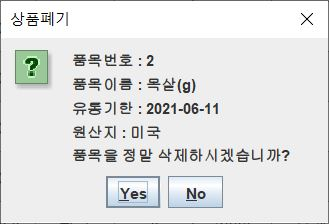 상품폐기
?
품목번호 : 2
품목이름 : 목살(g)
유통기한 : 2021-06-11
원산지 : 미국
품목을 정말 삭제하시겠습니까?
Yes No